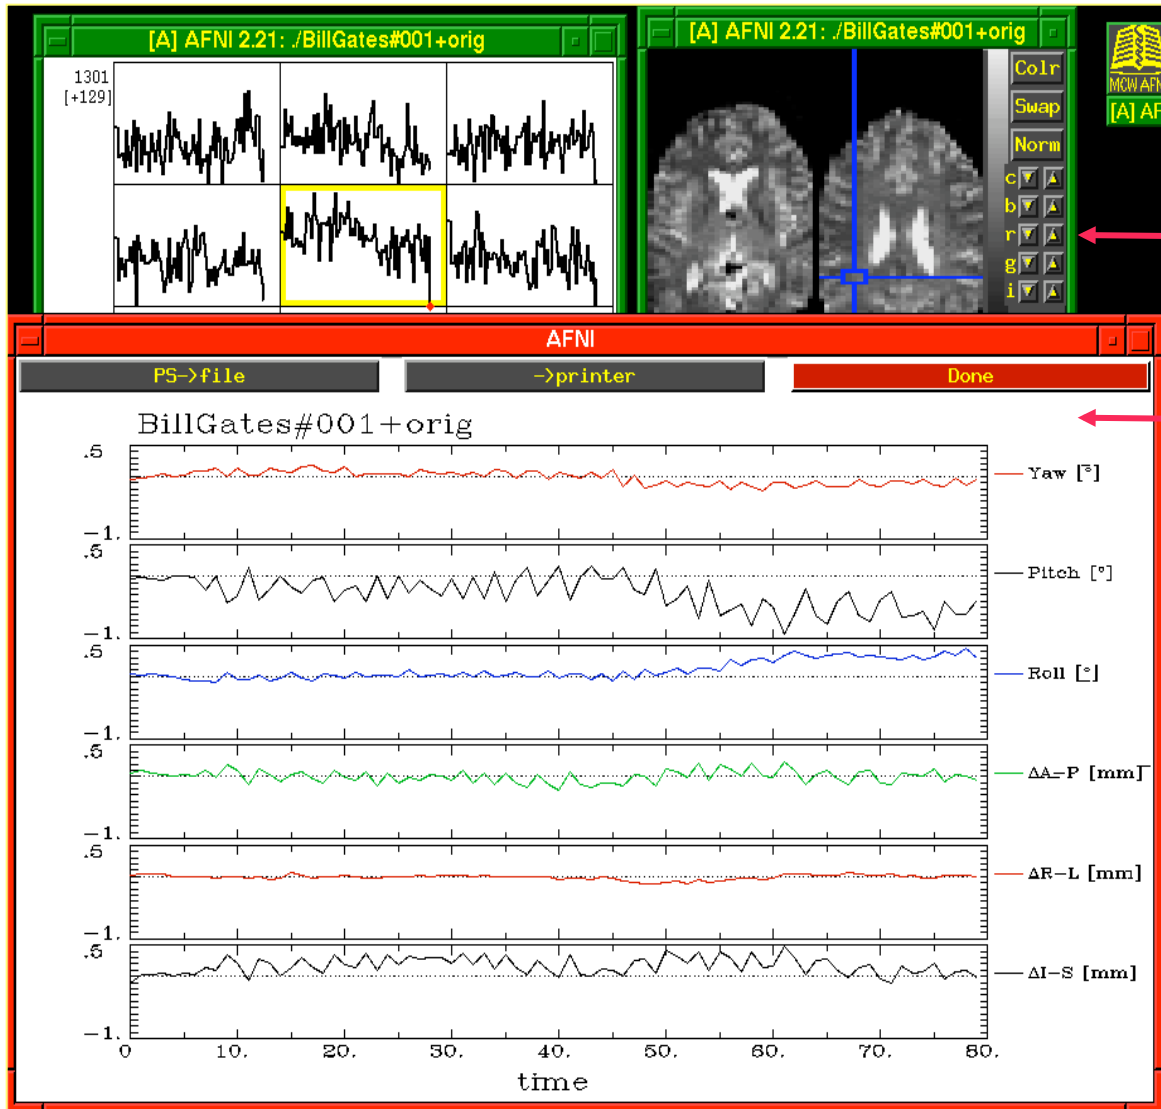 [A] AFNI 2.21: ./BillGates#001+orig
1301
[+129]
[A] AFNI 2.21: ./BillGates#001+orig
Colr
Swap
Norm
c
b
r
g
i
MCW AFN
[A] AF
AFNI
PS->file
->printer
Done
BillGates#001+orig
.5
-1.
Yaw [°]
.5
-1.
Pitch [°]
.5
-1.
Roll [°]
.5
-1.
ΔA-P [mm]
.5
-1.
ΔR-L [mm]
.5
-1.
ΔI-S [mm]
0 10. 20. 30. 40. 50. 60. 70. 80.
time